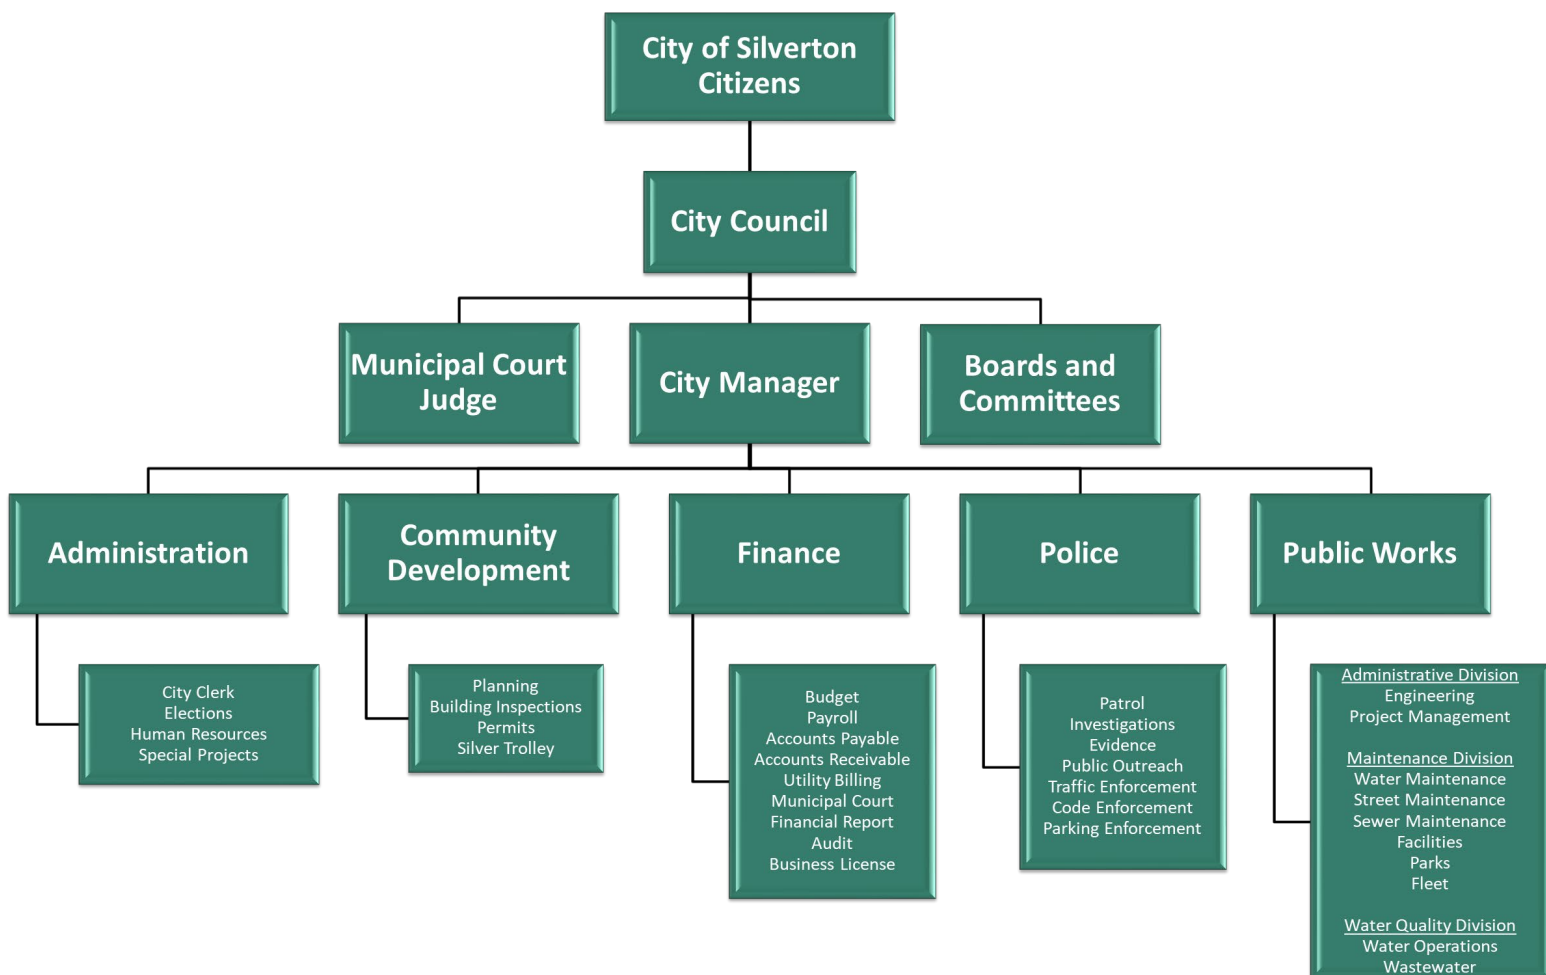 City of Silverton
Citizens
City Council
Municipal Court
Judge
City Manager
Boards and
Committees
Administration
Community
Development
Finance
Police
Public Works
City Clerk
Elections
Human Resources
Special Projects
Planning
Building Inspections
Permits
Silver Trolley
Budget
Payroll
Accounts Payable
Accounts Receivable
Utility Billing
Municipal Court
Financial Report
Audit
Business License
Patrol
Investigations
Evidence
Public Outreach
Traffic Enforcement
Code Enforcement
Parking Enforcement
Administrative Division
Engineering
Project Management
Maintenance Division
Water Maintenance
Street Maintenance
Sewer Maintenance
Facilities
Parks
Fleet
Water Quality Division
Water Operations
Wastewater